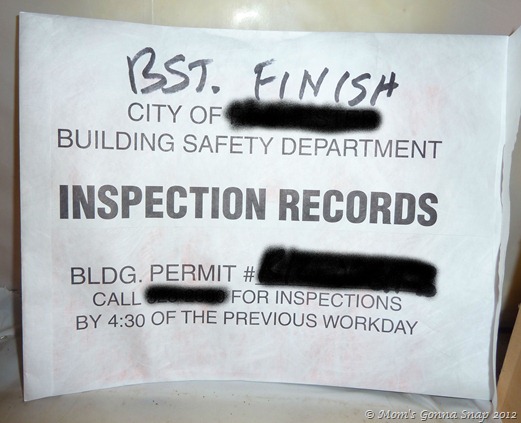 BST. FINISH
CITY OF
BUILDING SAFETY DEPARTMENT
INSPECTION RECORDS
BLDG. PERMIT #
CALL FOR INSPECTIONS
BY 4:30 OF THE PREVIOUS WORKDAY
© Mom's Gonna Snap 2012